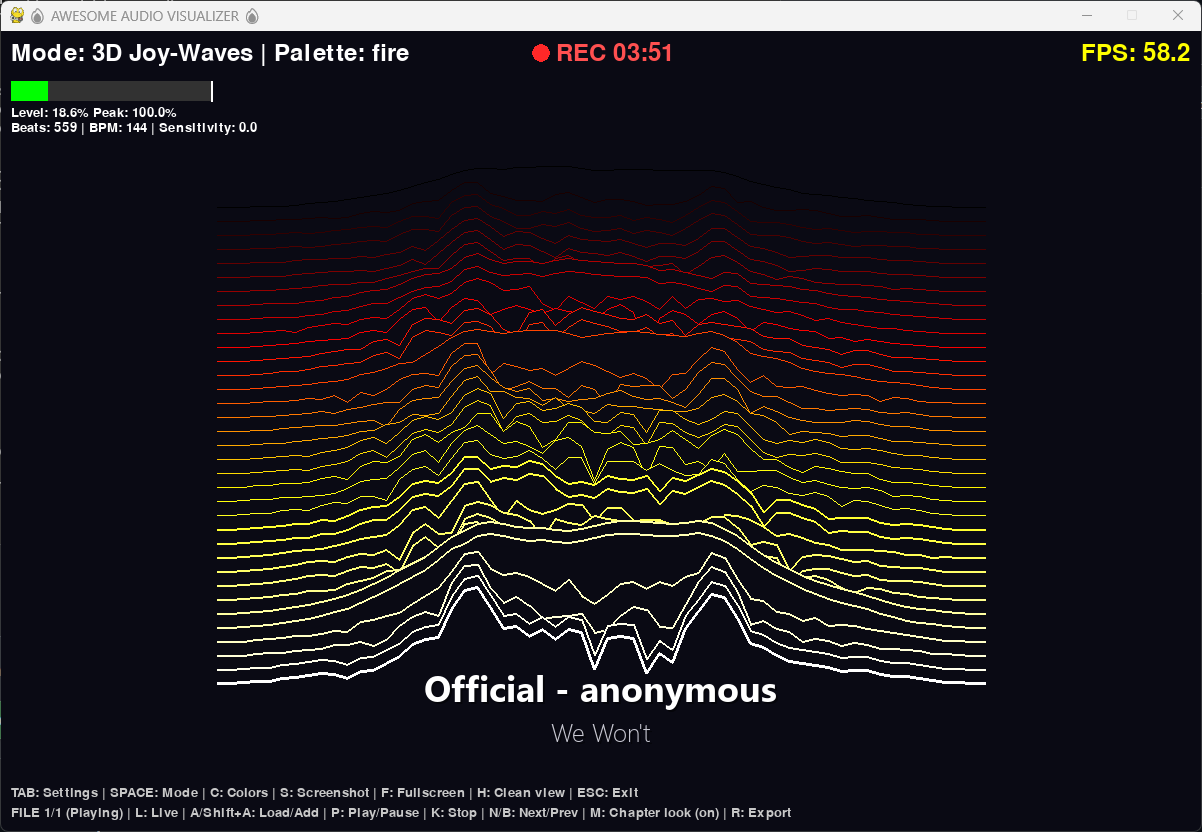 AWESOME AUDIO VISUALIZER
Mode: 3D Joy-Waves | Palette: fire
REC 03:51
FPS: 58.2
Level: 18.6% Peak: 100.0%
Beats: 559 | BPM: 144 | Sensitivity: 0.0
Official - anonymous
We Won't
TAB: Settings | SPACE: Mode | C: Colors | S: Screenshot | F: Fullscreen | H: Clean view | ESC: Exit
FILE 1/1 (Playing) | L: Live | A/Shift+A: Load/Add | P: Play/Pause | K: Stop | N/B: Next/Prev | M: Chapter look (on) | R: Export